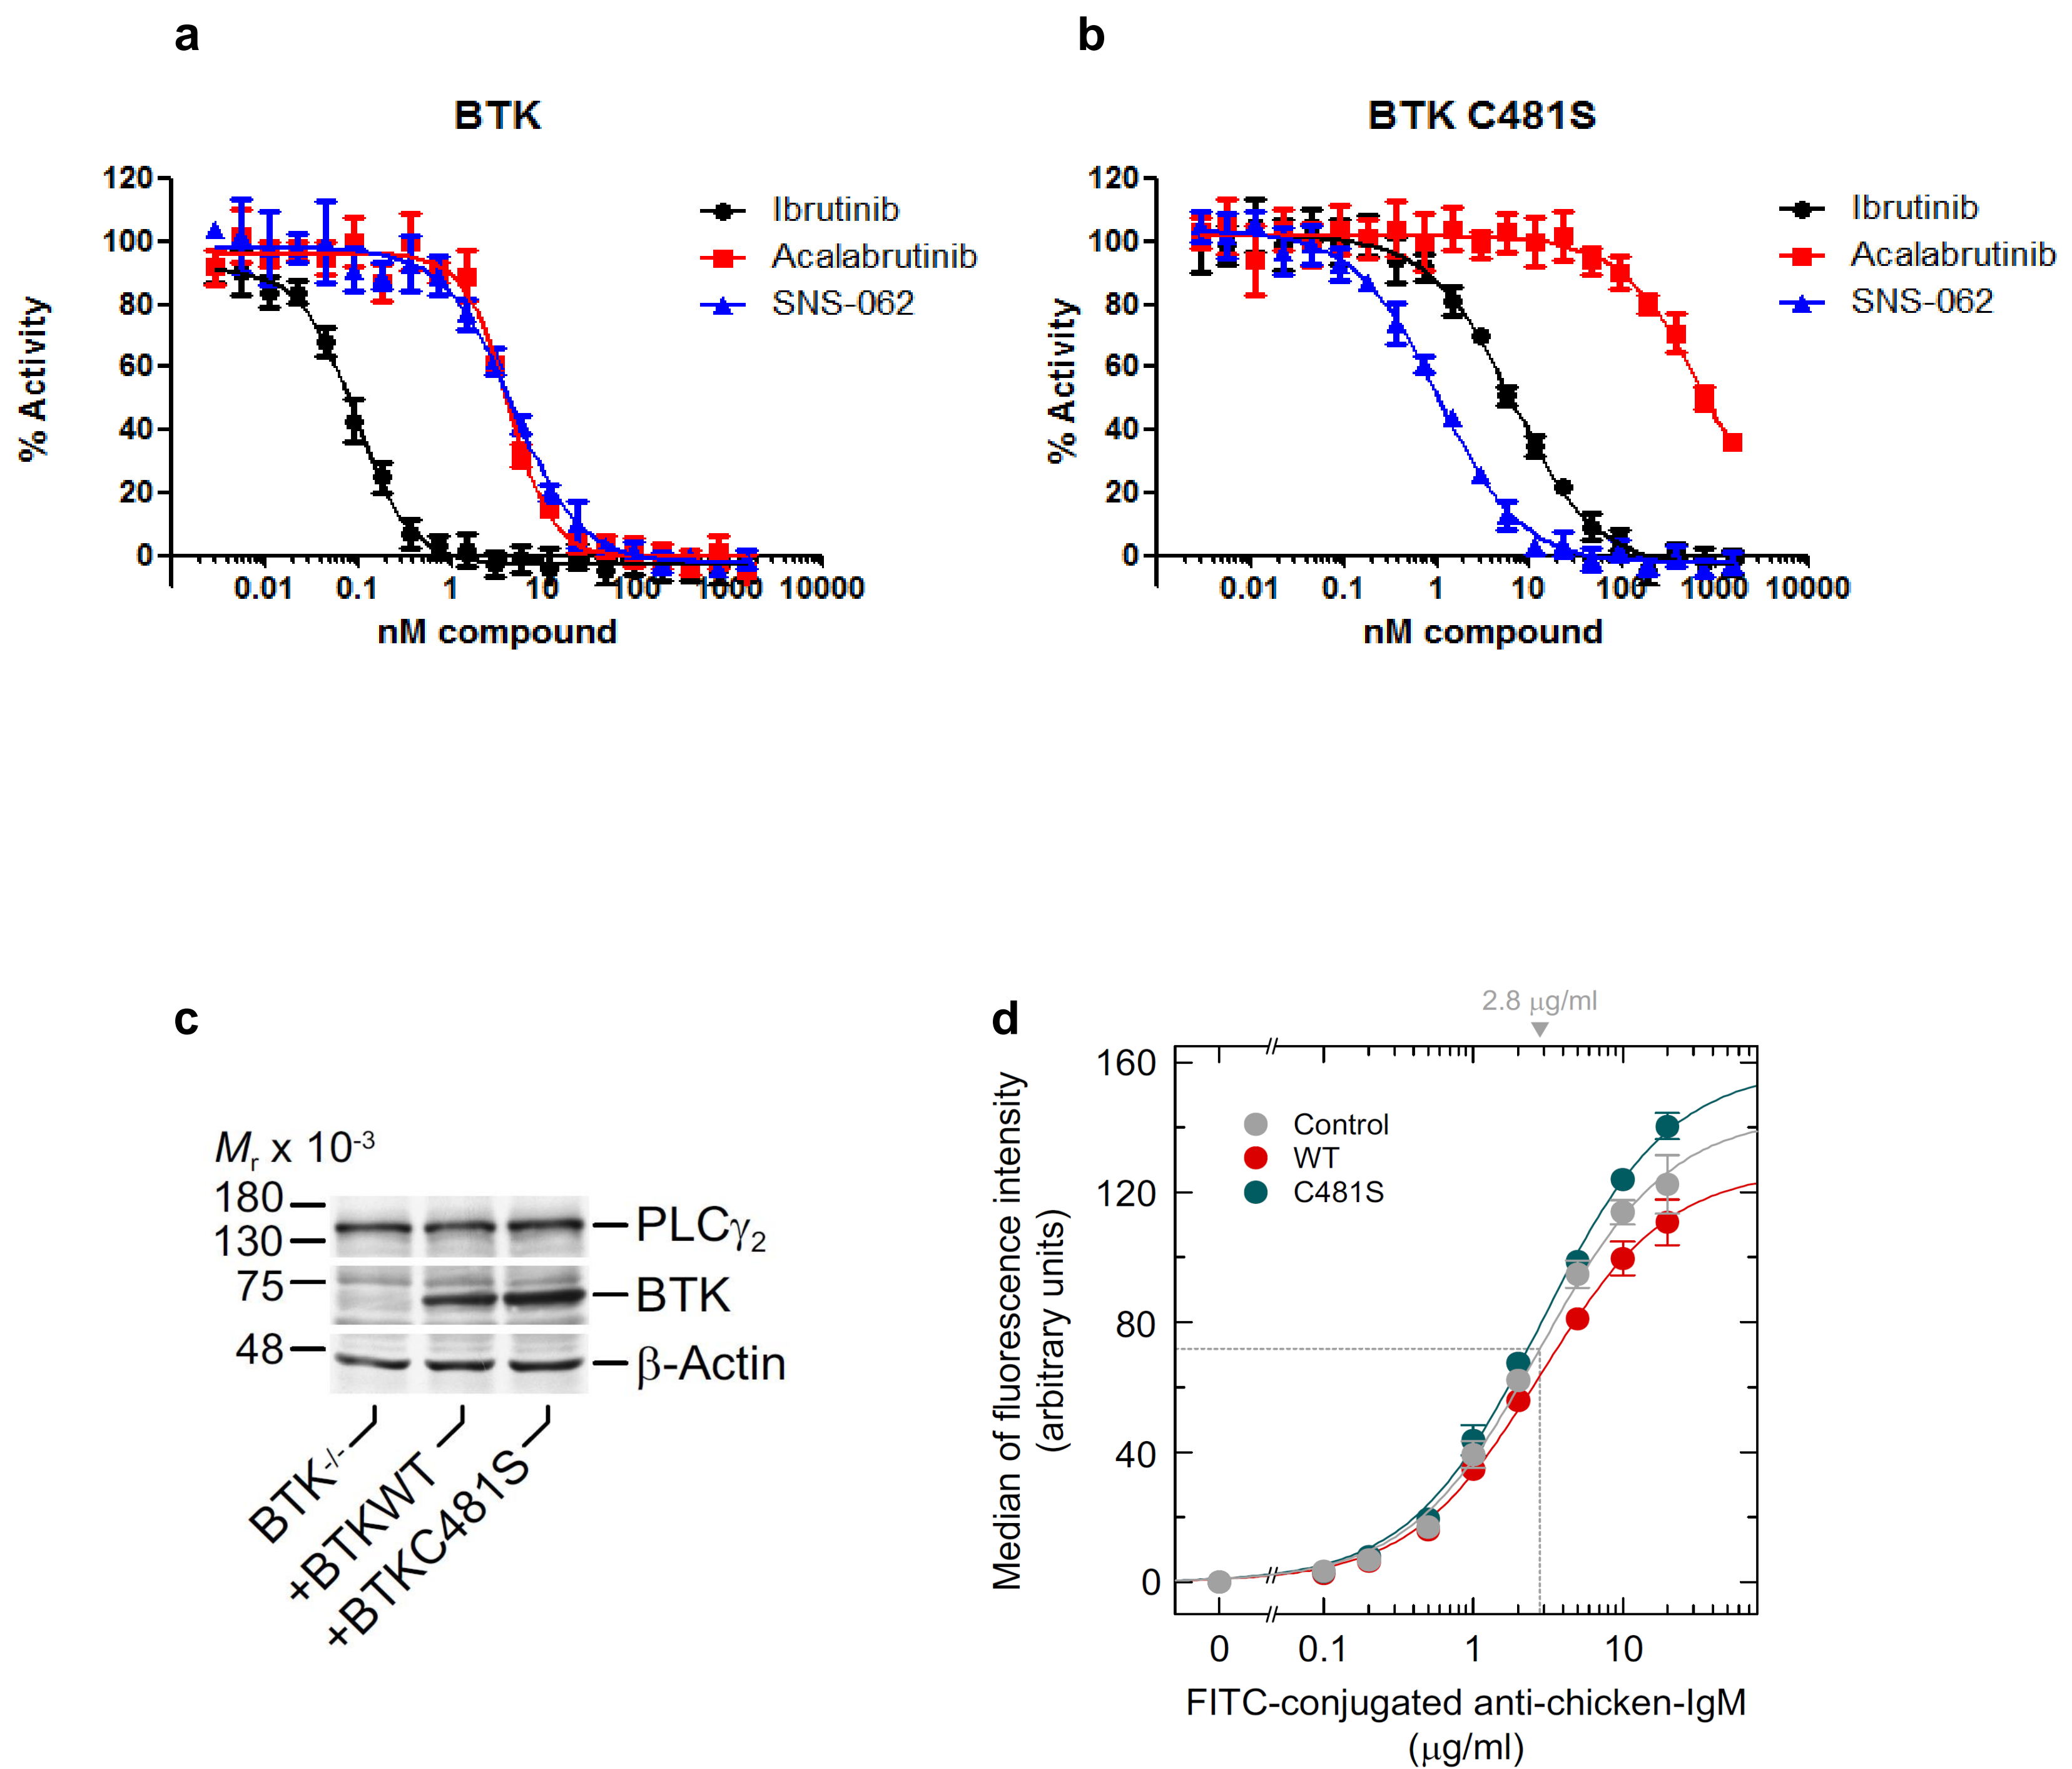 a
BTK
120
100
80
60
40
20
0
% Activity
0.01 0.1 1 10 100 1000 10000
nM compound
Ibrutinib
Acalabrutinib
SNS-062
b
BTK C481S
120
100
80
60
40
20
0
% Activity
0.01 0.1 1 10 100 1000 10000
nM compound
Ibrutinib
Acalabrutinib
SNS-062
c
Mr x 10-3
180
130
75
48
PLCγ2
BTK
β-Actin
BTK-/-
+BTKWT
+BTKC481S
d
2.8 µg/ml
160
120
80
40
0
Median of fluorescence intensity
(arbitrary units)
Control
WT
C481S
0 0.1 1 10
FITC-conjugated anti-chicken-IgM
(µg/ml)